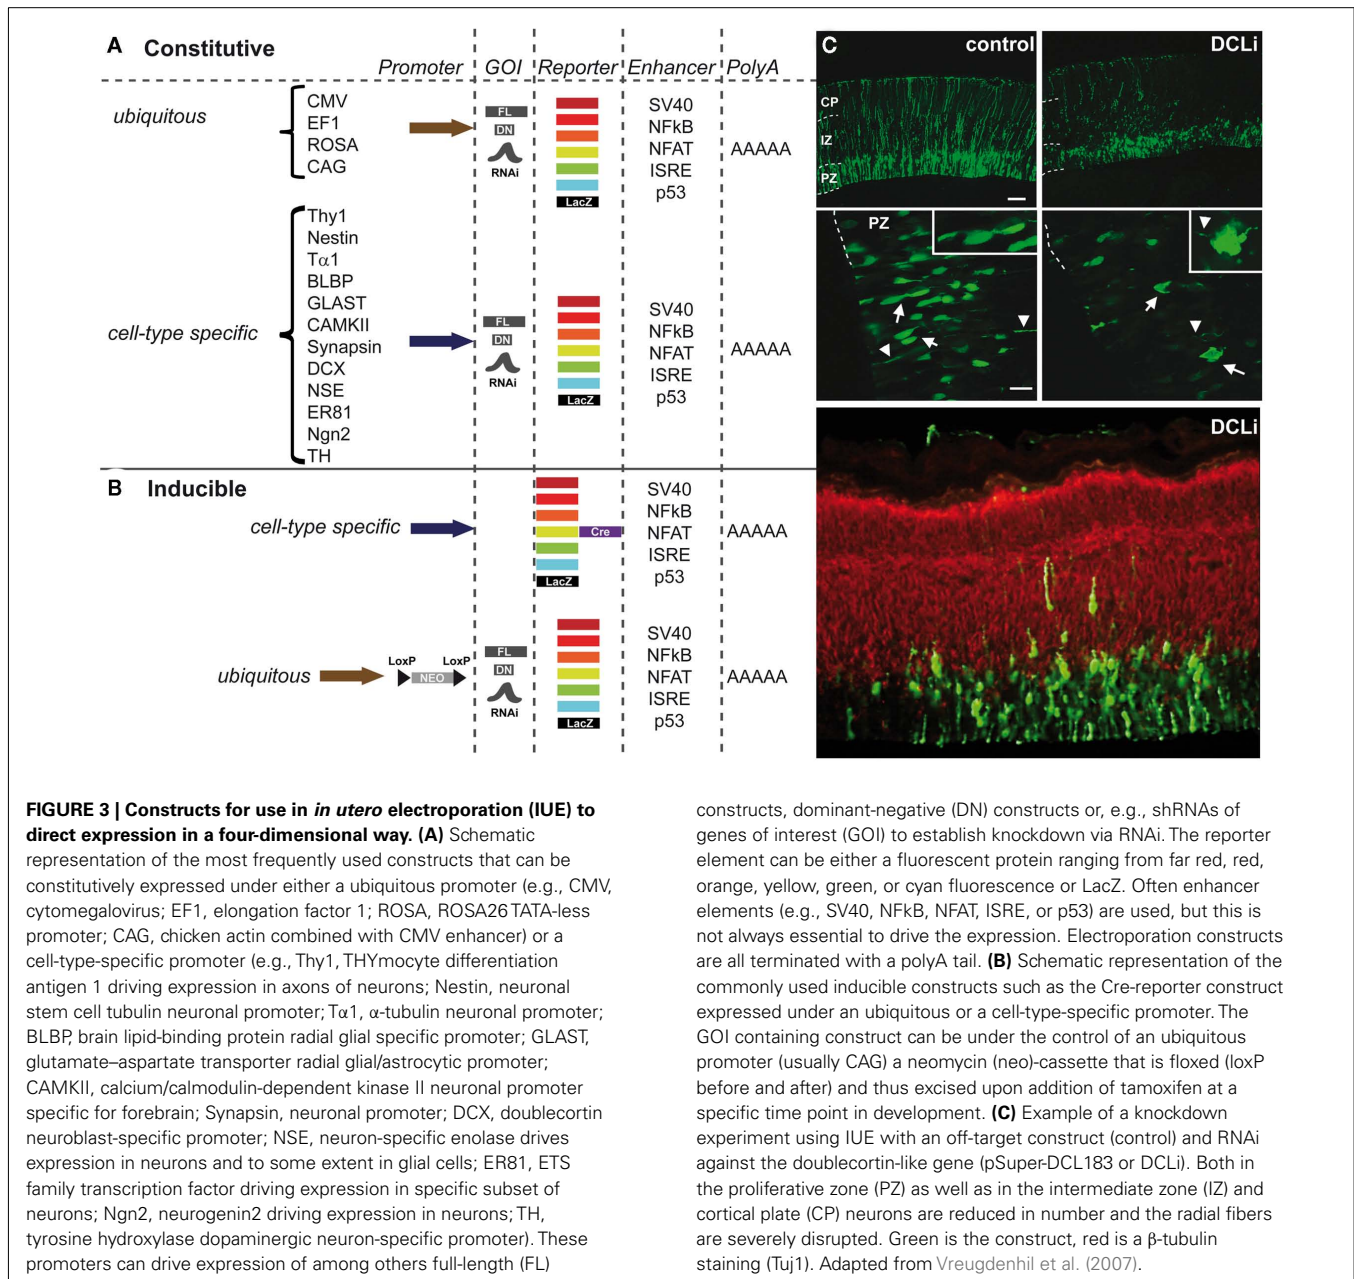 A Constitutive
Promoter GOI Reporter Enhancer PolyA
ubiquitous
CMV
EF1
ROSA
CAG
FL
DN
RNAi
LacZ
SV40
NFkB
NFAT
ISRE
p53
AAAAA
cell-type specific
Thy1
Nestin
Tα1
BLBP
GLAST
CAMKII
Synapsin
DCX
NSE
ER81
Ngn2
TH
FL
DN
RNAi
LacZ
SV40
NFkB
NFAT
ISRE
p53
AAAAA
B Inducible
cell-type specific
Cre
LacZ
SV40
NFkB
NFAT
ISRE
p53
AAAAA
ubiquitous
LoxP LoxP
NEO
FL
DN
RNAi
LacZ
SV40
NFkB
NFAT
ISRE
p53
AAAAA
C control
CP
IZ
PZ
DCLi
PZ
DCLi
FIGURE 3 | Constructs for use in in utero electroporation (IUE) to
direct expression in a four-dimensional way. (A) Schematic
representation of the most frequently used constructs that can be
constitutively expressed under either a ubiquitous promoter (e.g., CMV,
cytomegalovirus; EF1, elongation factor 1; ROSA, ROSA26 TATA-less
promoter; CAG, chicken actin combined with CMV enhancer) or a
cell-type-specific promoter (e.g., Thy1, THYmocyte differentiation
antigen 1 driving expression in axons of neurons; Nestin, neuronal
stem cell tubulin neuronal promoter; Tα1, α-tubulin neuronal promoter;
BLBP, brain lipid-binding protein radial glial specific promoter; GLAST,
glutamate–aspartate transporter radial glial/astrocytic promoter;
CAMKII, calcium/calmodulin-dependent kinase II neuronal promoter
specific for forebrain; Synapsin, neuronal promoter; DCX, doublecortin
neuroblast-specific promoter; NSE, neuron-specific enolase drives
expression in neurons and to some extent in glial cells; ER81, ETS
family transcription factor driving expression in specific subset of
neurons; Ngn2, neurogenin2 driving expression in neurons; TH,
tyrosine hydroxylase dopaminergic neuron-specific promoter). These
promoters can drive expression of among others full-length (FL)
constructs, dominant-negative (DN) constructs or, e.g., shRNAs of
genes of interest (GOI) to establish knockdown via RNAi. The reporter
element can be either a fluorescent protein ranging from far red, red,
orange, yellow, green, or cyan fluorescence or LacZ. Often enhancer
elements (e.g., SV40, NFkB, NFAT, ISRE, or p53) are used, but this is
not always essential to drive the expression. Electroporation constructs
are all terminated with a polyA tail. (B) Schematic representation of the
commonly used inducible constructs such as the Cre-reporter construct
expressed under an ubiquitous or a cell-type-specific promoter. The
GOI containing construct can be under the control of an ubiquitous
promoter (usually CAG) a neomycin (neo)-cassette that is floxed (loxP
before and after) and thus excised upon addition of tamoxifen at a
specific time point in development. (C) Example of a knockdown
experiment using IUE with an off-target construct (control) and RNAi
against the doublecortin-like gene (pSuper-DCL183 or DCLi). Both in
the proliferative zone (PZ) as well as in the intermediate zone (IZ) and
cortical plate (CP) neurons are reduced in number and the radial fibers
are severely disrupted. Green is the construct, red is a β-tubulin
staining (Tuj1). Adapted from Vreugdenhil et al. (2007).